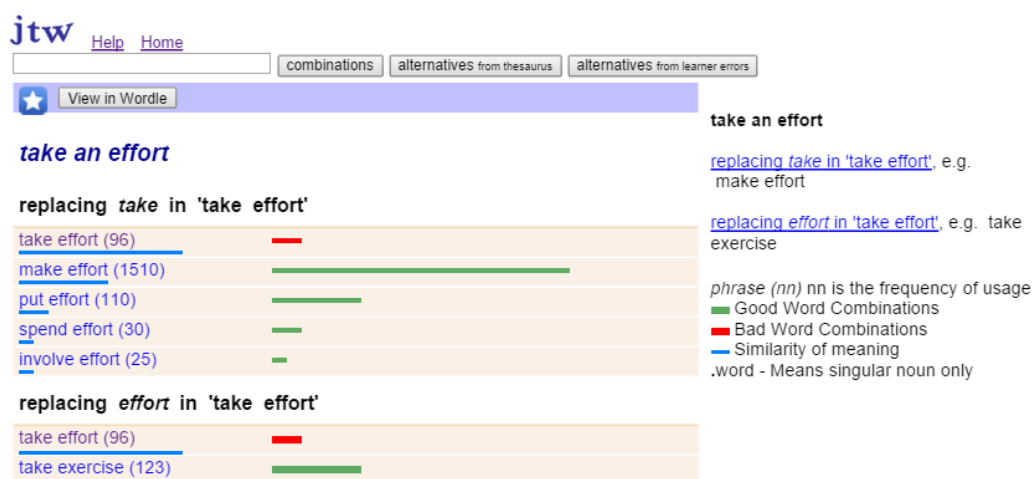 jtw Help Home
combinations alternatives from thesaurus alternatives from learner errors
View in Wordle
take an effort
replacing take in 'take effort'
take effort (96)
make effort (1510)
put effort (110)
spend effort (30)
involve effort (25)
replacing effort in 'take effort'
take effort (96)
take exercise (123)
take an effort
replacing take in 'take effort', e.g.
make effort
replacing effort in 'take effort', e.g. take
exercise
phrase (nn) nn is the frequency of usage
Good Word Combinations
Bad Word Combinations
Similarity of meaning
.word - Means singular noun only